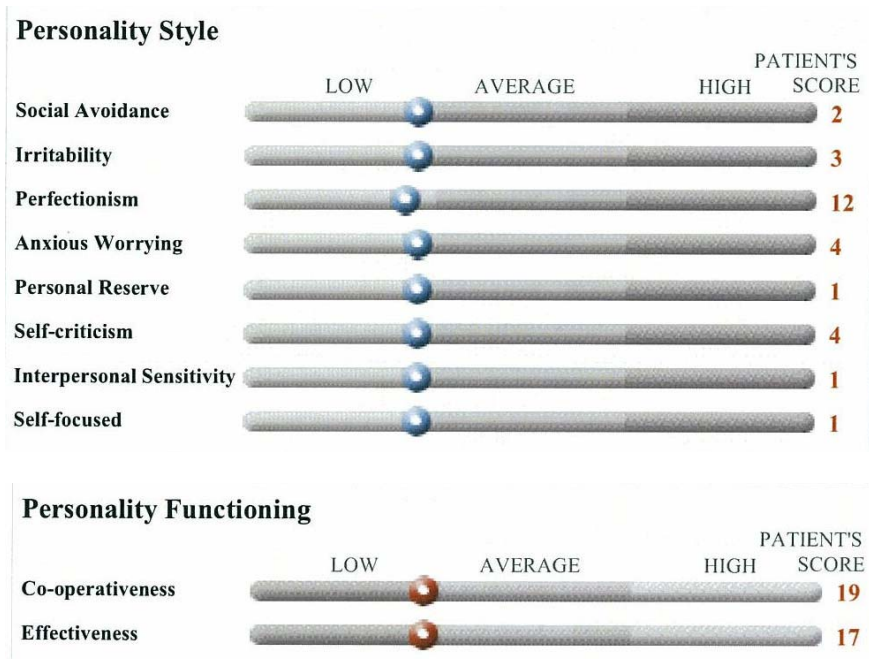 Personality Style
PATIENT'S
LOW AVERAGE HIGH SCORE
Social Avoidance 2
Irritability 3
Perfectionism 12
Anxious Worrying 4
Personal Reserve 1
Self-criticism 4
Interpersonal Sensitivity 1
Self-focused 1
Personality Functioning
PATIENT'S
LOW AVERAGE HIGH SCORE
Co-operativeness 19
Effectiveness 17